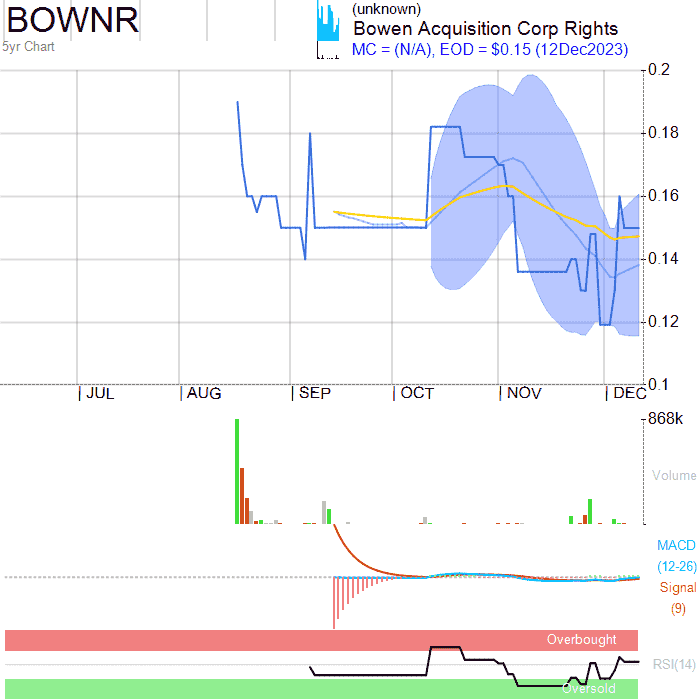 BOWNR
5yr Chart
(unknown)
Bowen Acquisition Corp Rights
MC = (N/A), EOD = $0.15 (12Dec2023)
0.2
0.18
0.16
0.14
0.12
0.1
JUL AUG SEP OCT NOV DEC
868k
Volume
MACD
(12-26)
Signal
(9)
Overbought
RSI(14)
Oversold